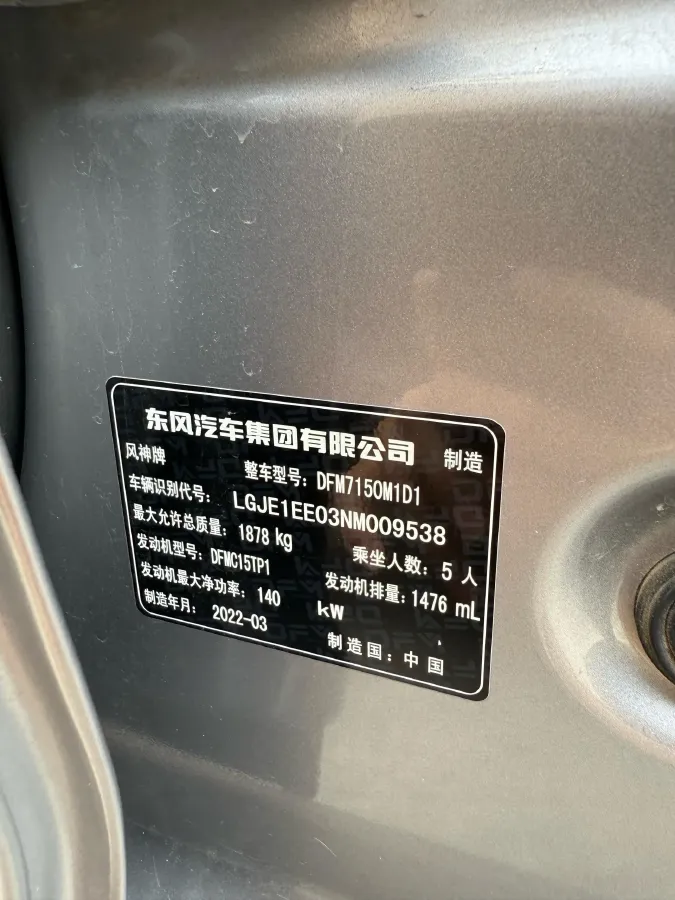 东风汽车集团有限公司 制造
风神牌 整车型号：DFM7150M1D1
车辆识别代号：LGJE1EE03NM009538
最大允许总质量：1878 kg 乘坐人数：5 人
发动机型号：DFMC15TP1 发动机排量：1476 mL
发动机最大净功率：140 kW
制造年月：2022-03 制造国：中国